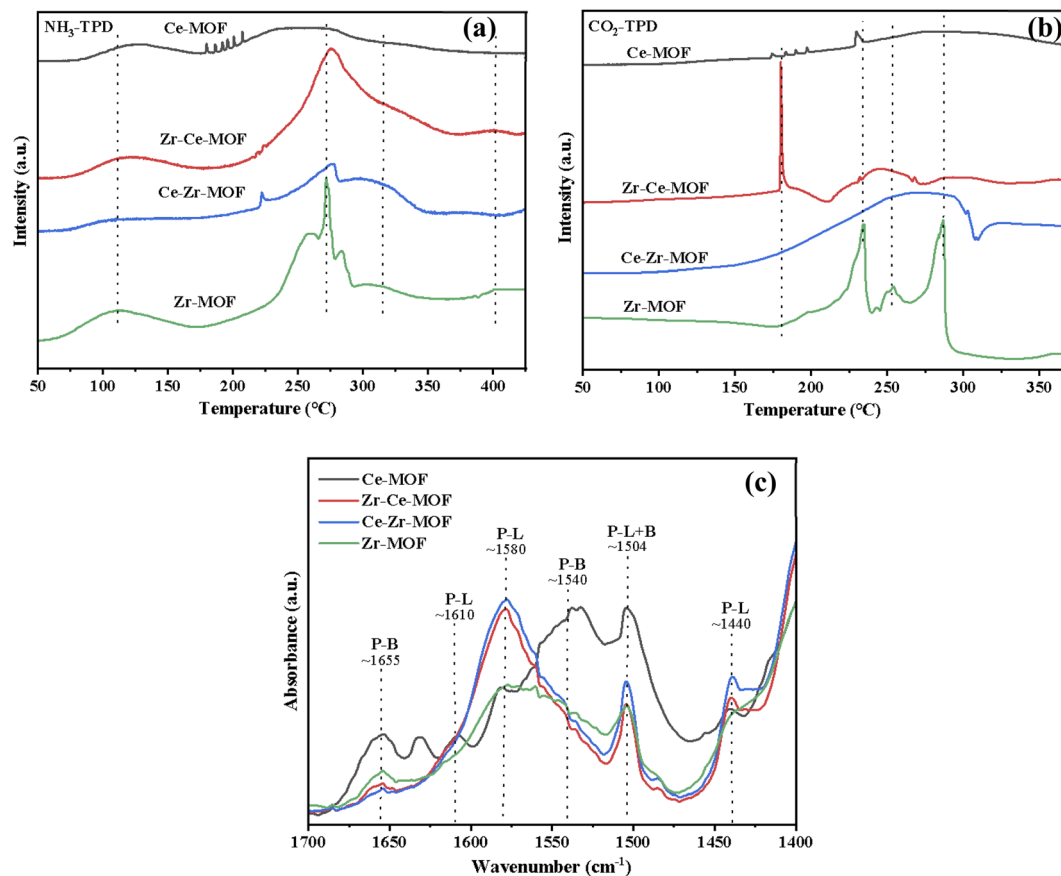 NH₃-TPD
(a)
Ce-MOF
Zr-Ce-MOF
Ce-Zr-MOF
Zr-MOF
Intensity (a.u.)
50 100 150 200 250 300 350 400
Temperature (°C)
CO₂-TPD
(b)
Ce-MOF
Zr-Ce-MOF
Ce-Zr-MOF
Zr-MOF
Intensity (a.u.)
50 100 150 200 250 300 350
Temperature (°C)
(c)
Ce-MOF
Zr-Ce-MOF
Ce-Zr-MOF
Zr-MOF
P-B
~1655
P-L
~1610
P-L
~1580
P-B
~1540
P-L+B
~1504
P-L
~1440
Absorbance (a.u.)
1700 1650 1600 1550 1500 1450 1400
Wavenumber (cm⁻¹)